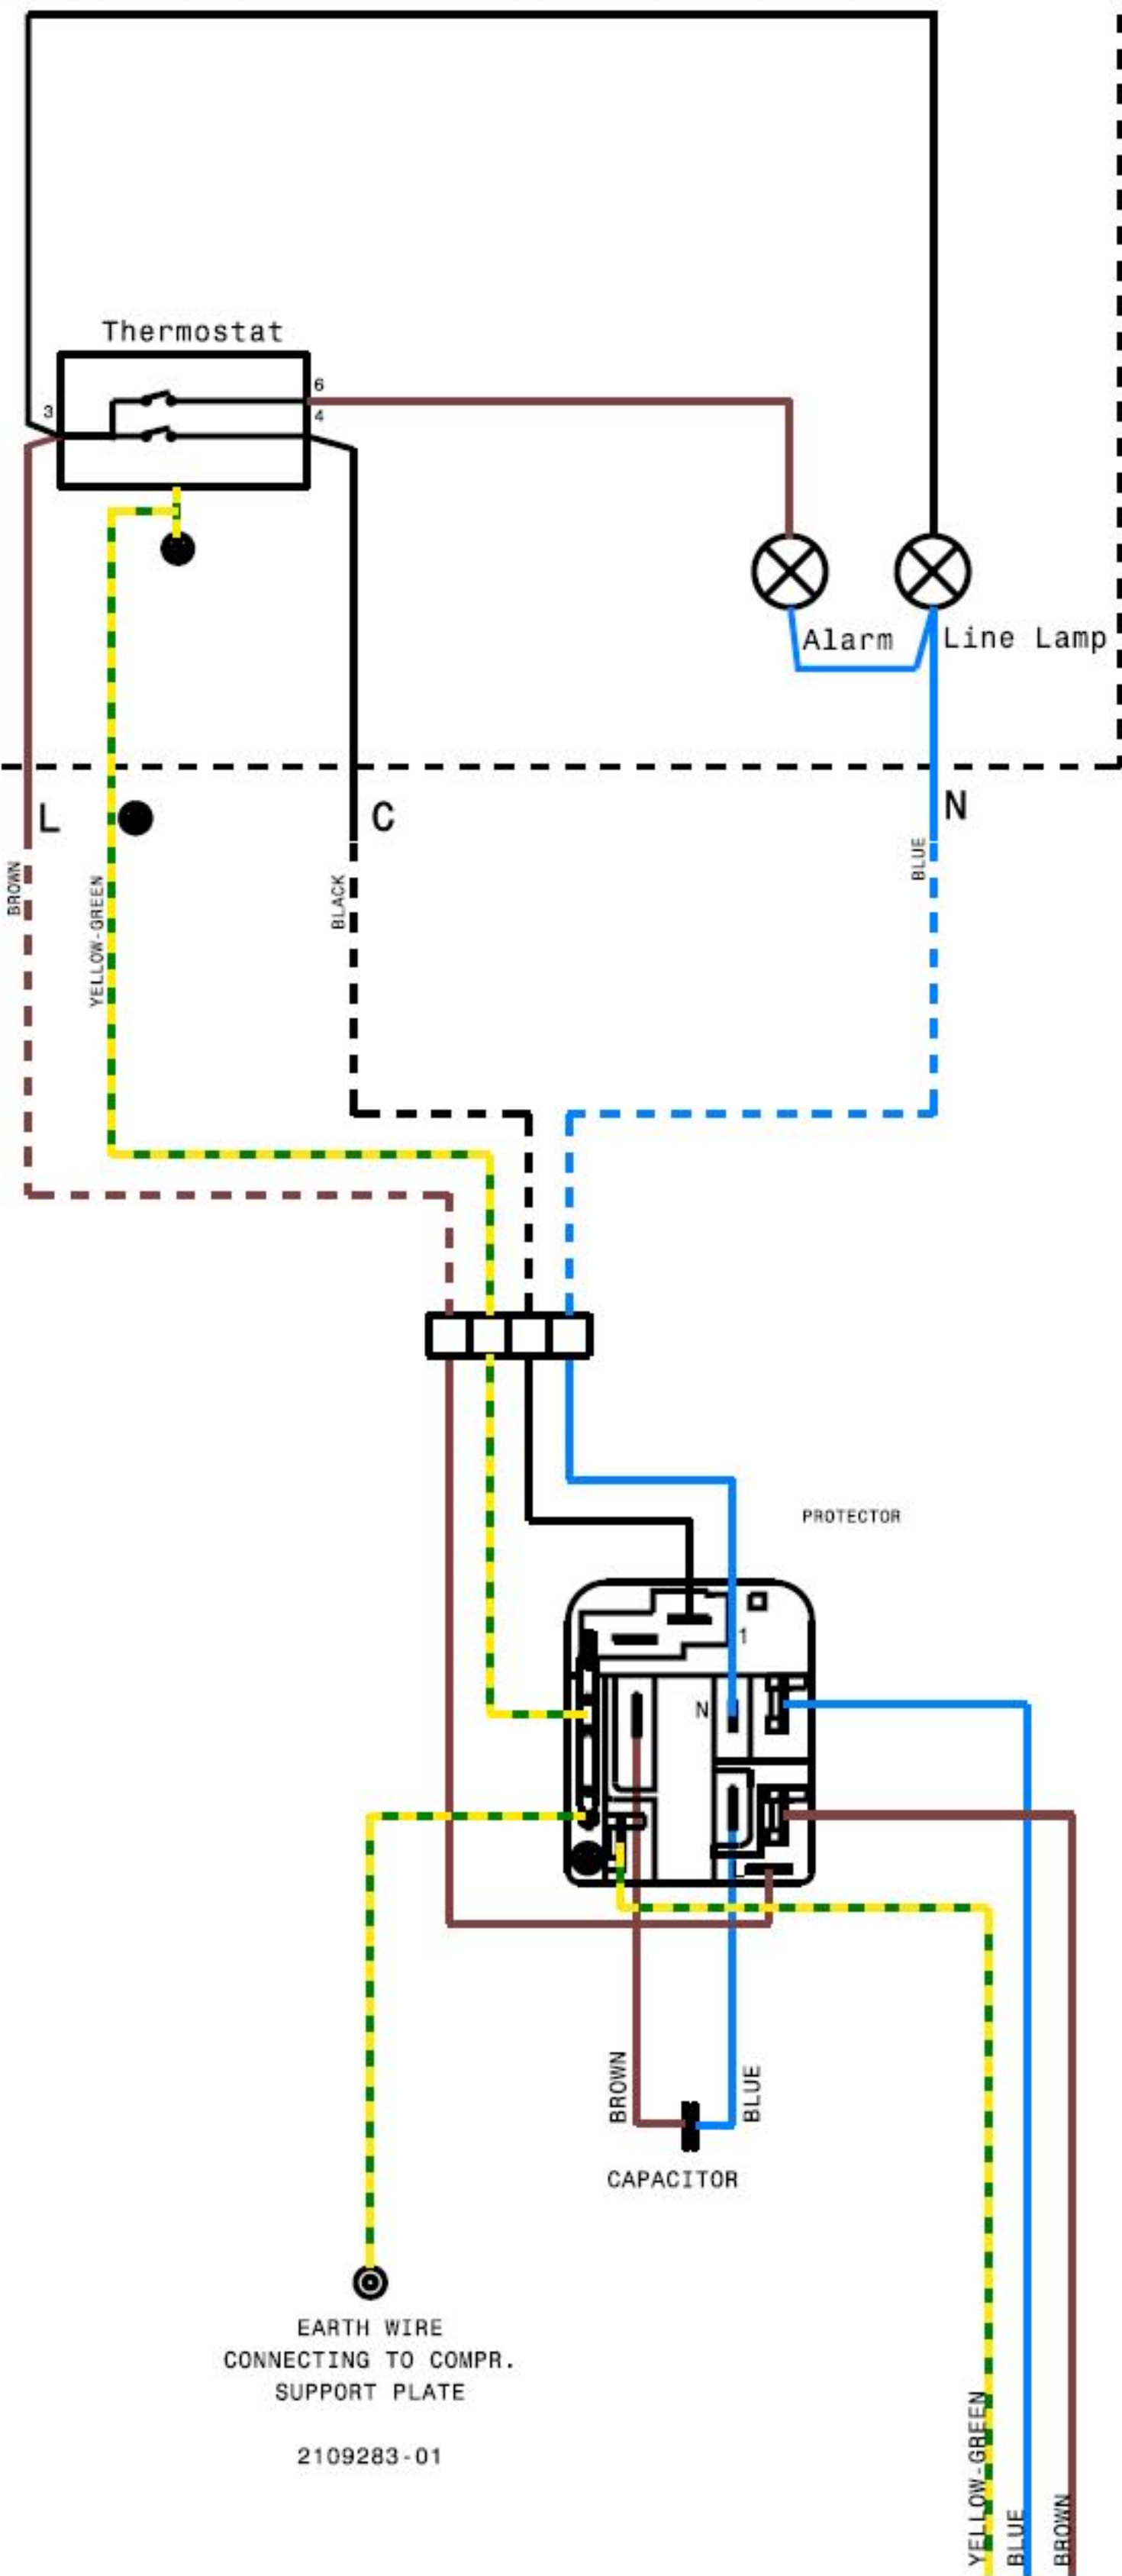 Thermostat
6
3
4
Alarm
Line Lamp
L
C
N
BROWN
YELLOW-GREEN
BLACK
BLUE
PROTECTOR
1
N
L
BROWN
BLUE
CAPACITOR
EARTH WIRE
CONNECTING TO COMPR.
SUPPORT PLATE
2109283-01
YELLOW-GREEN
BLUE
BROWN